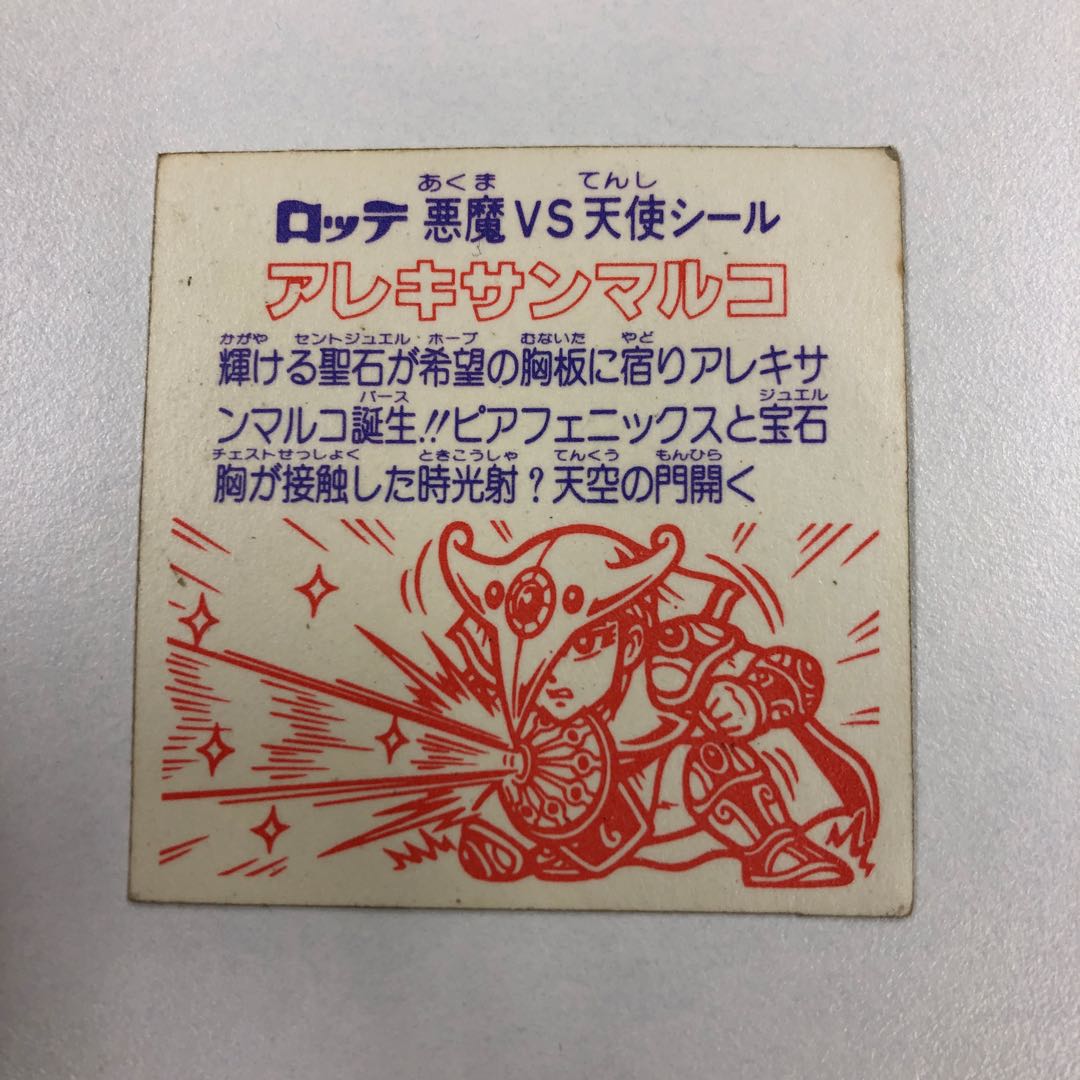 あくま てんし
ロッテ 悪魔VS天使シール
アレキサンマルコ
かがや セントジュエル・ホープ むないた やど
輝ける聖石が希望の胸板に宿りアレキサ
バース ジュエル
ンマルコ誕生!!ピアフェニックスと宝石
チェストせっしょく ときこうしゃ てんくう もんひら
胸が接触した時光射?天空の門開く